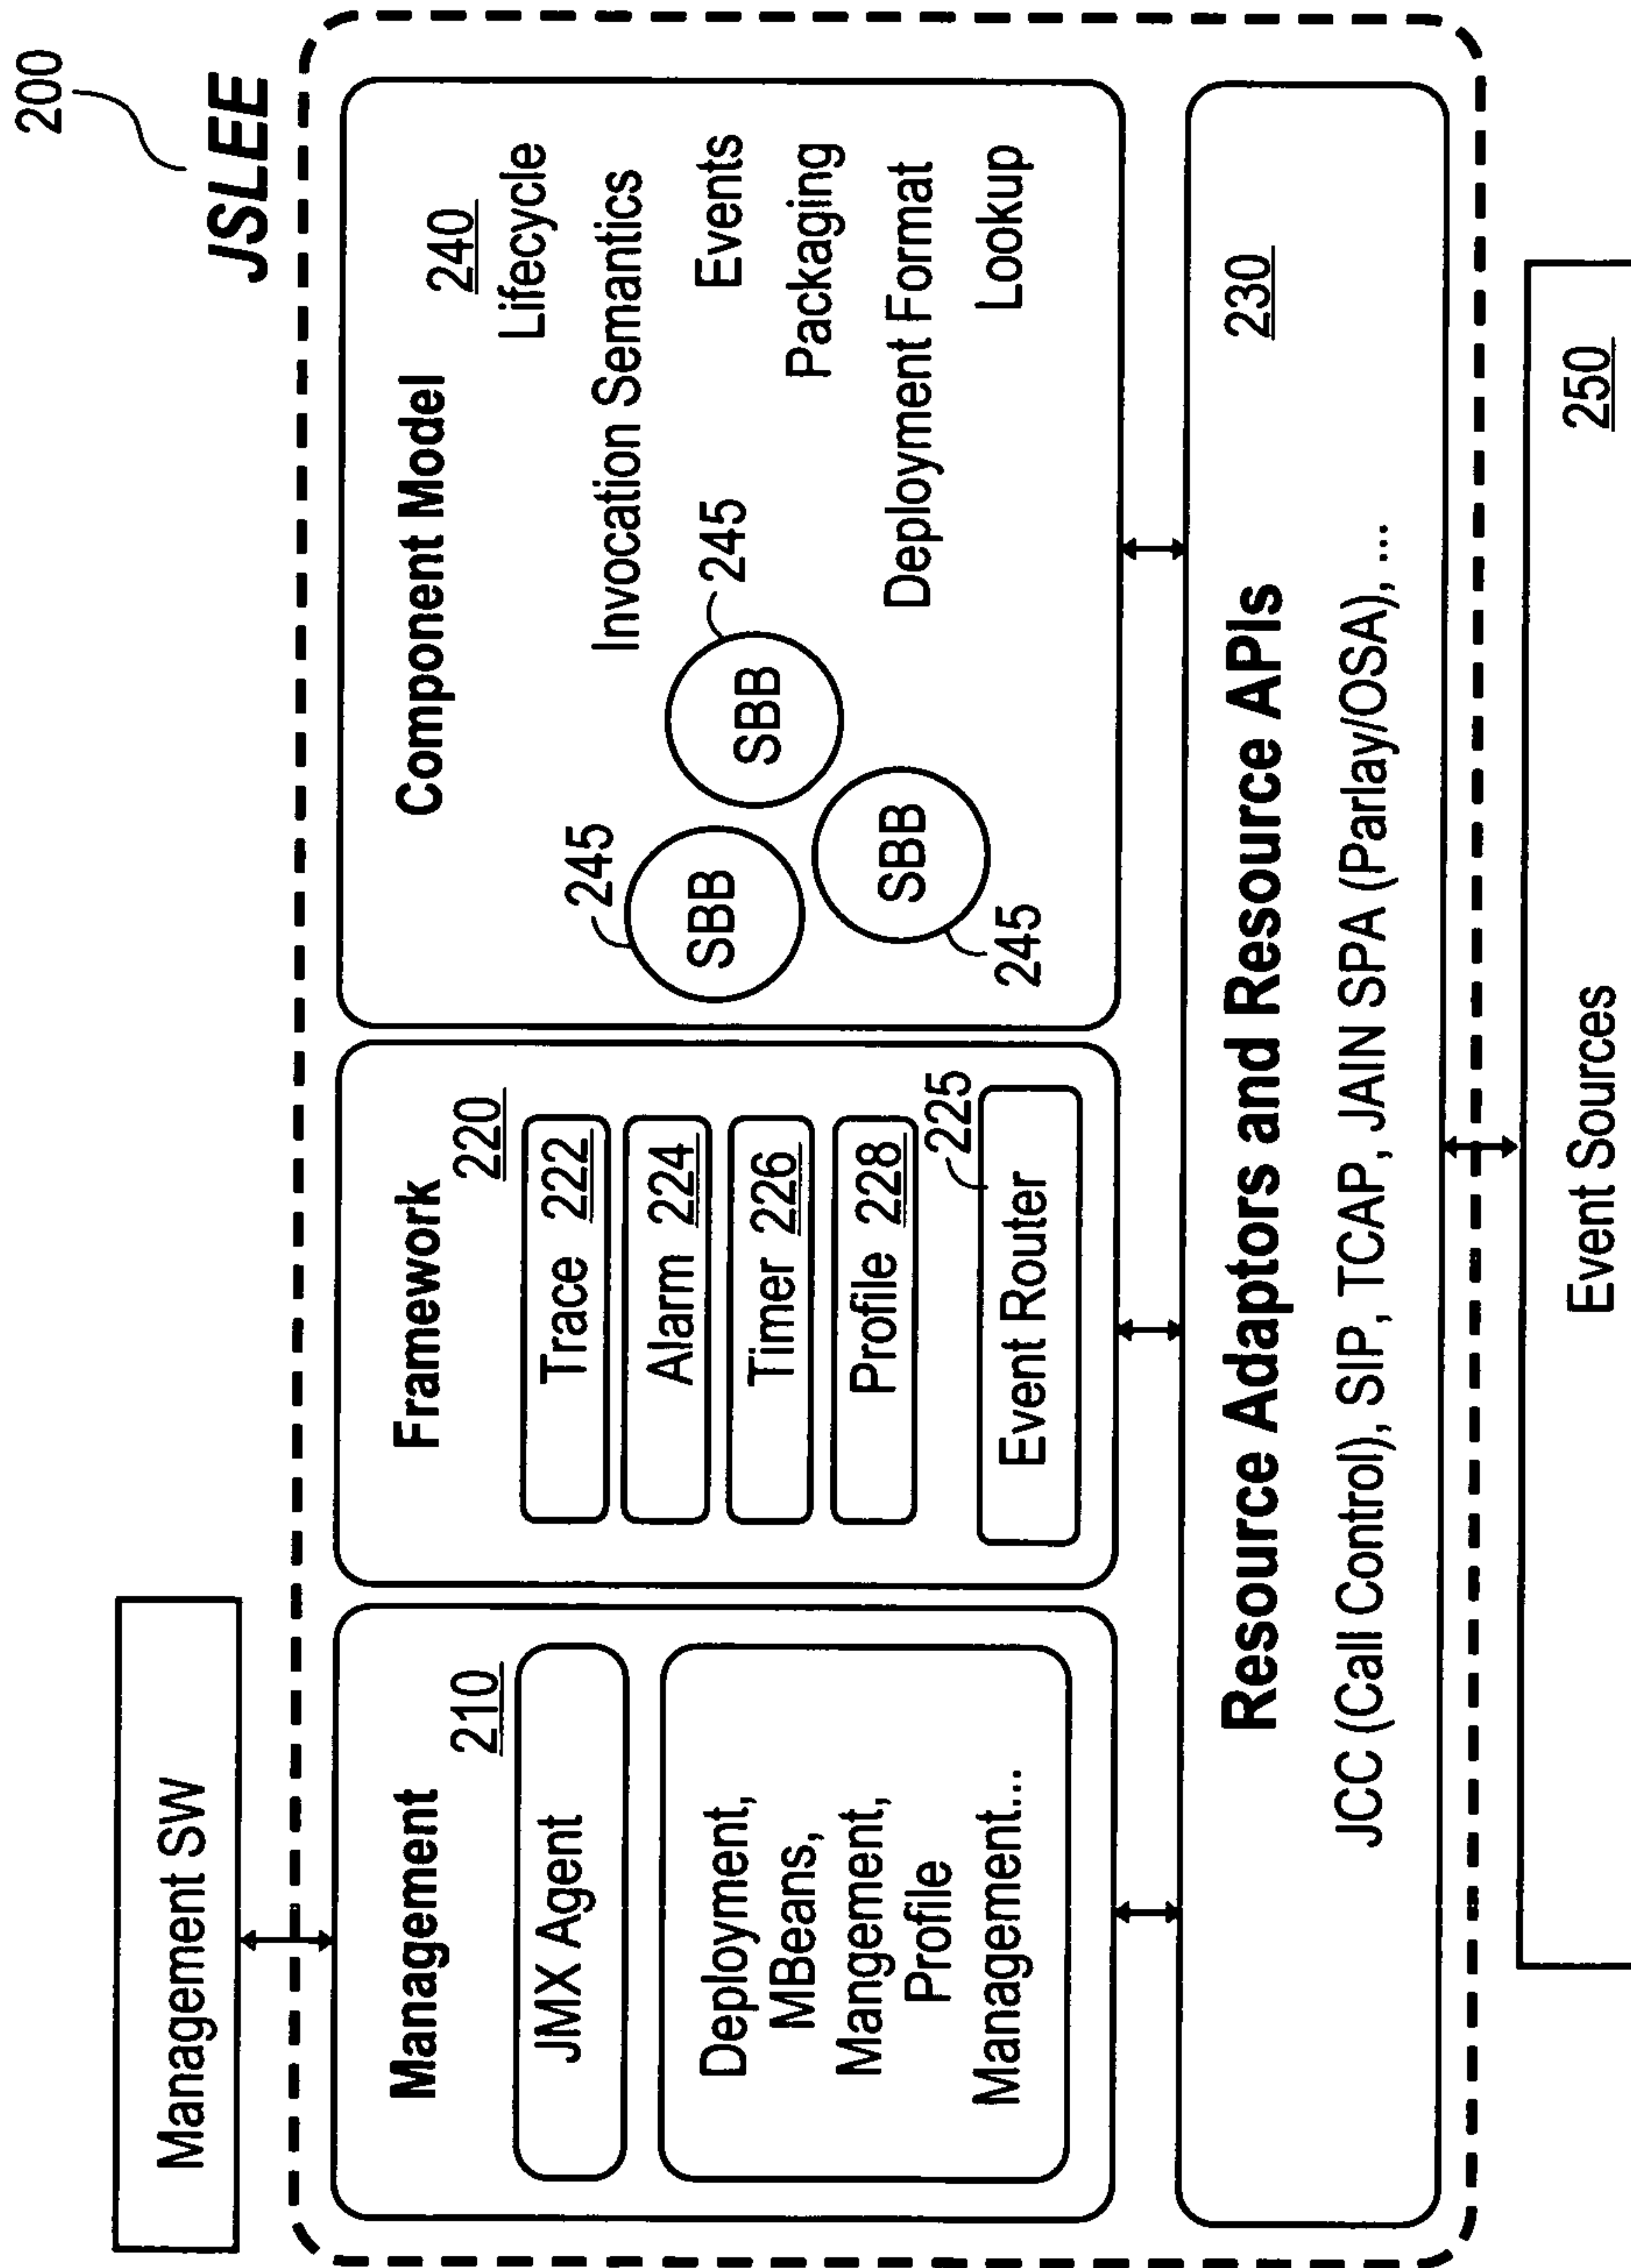 200
JSLEE
Management SW
Management
210
JMX Agent
Deployment,
MBeans,
Mangement,
Profile
Management...
Framework
220
Trace 222
Alarm 224
Timer 226
Profile 228
225
Event Router
Component Model
240
Lifecycle
Invocation Semantics
Events
Packaging
Deployment Format
Lookup
245
SBB
245
SBB
SBB
245
Resource Adaptors and Resource APIs
230
JCC (Call Control), SIP, TCAP, JAIN SPA (Parlay/OSA), ...
Event Sources
250